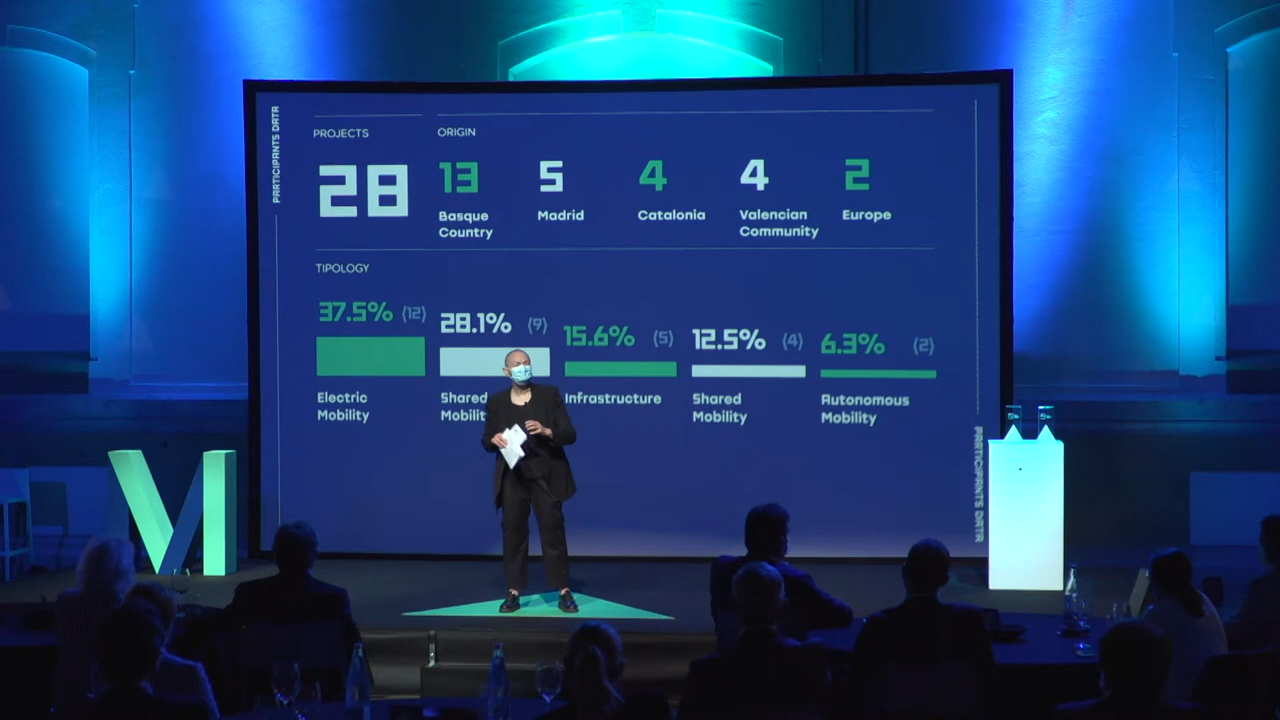 PARTICIPANTS DATA
PROJECTS
28
ORIGIN
13
Basque
Country
5
Madrid
4
Catalonia
4
Valencian
Community
2
Europe
TIPOLOGY
37.5% (12)
Electric
Mobility
28.1% (9)
Shared
Mobilit
15.6% (5)
Infrastructure
12.5% (4)
Shared
Mobility
6.3% (2)
Autonomous
Mobility
PARTICIPANTS DATA